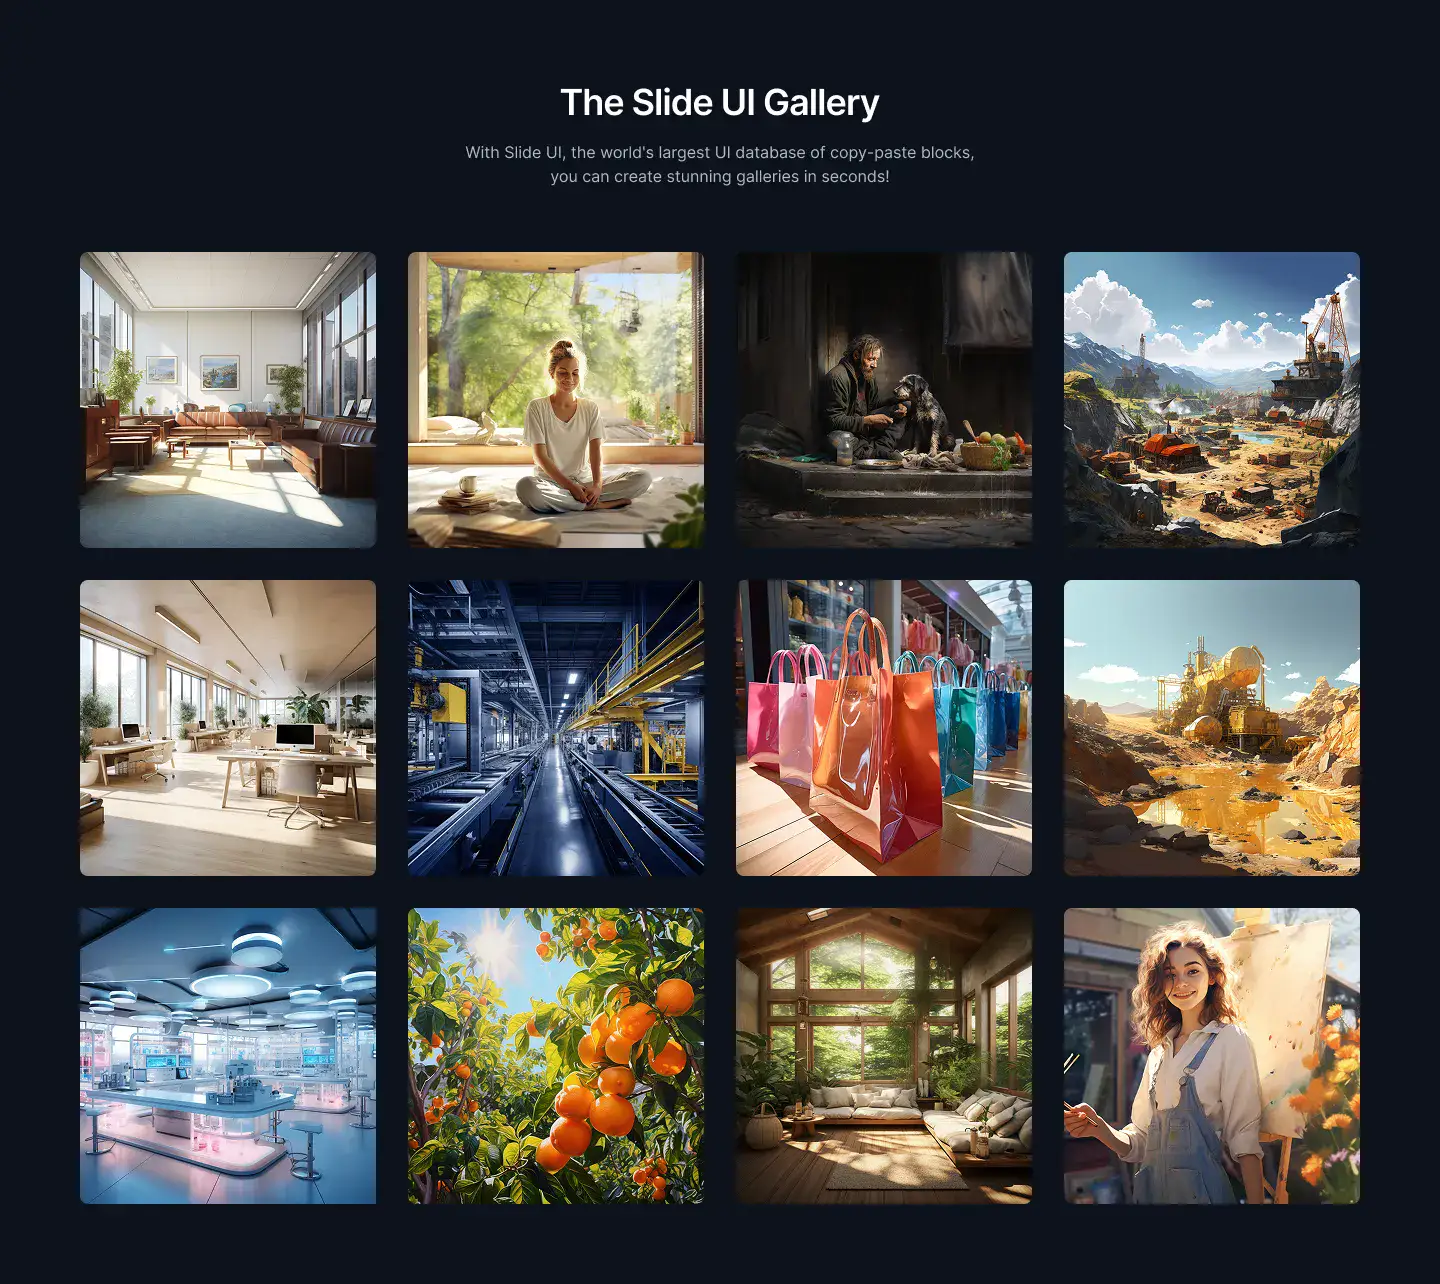 The Slide UI Gallery
With Slide UI, the world's largest UI database of copy-paste blocks,
you can create stunning galleries in seconds!